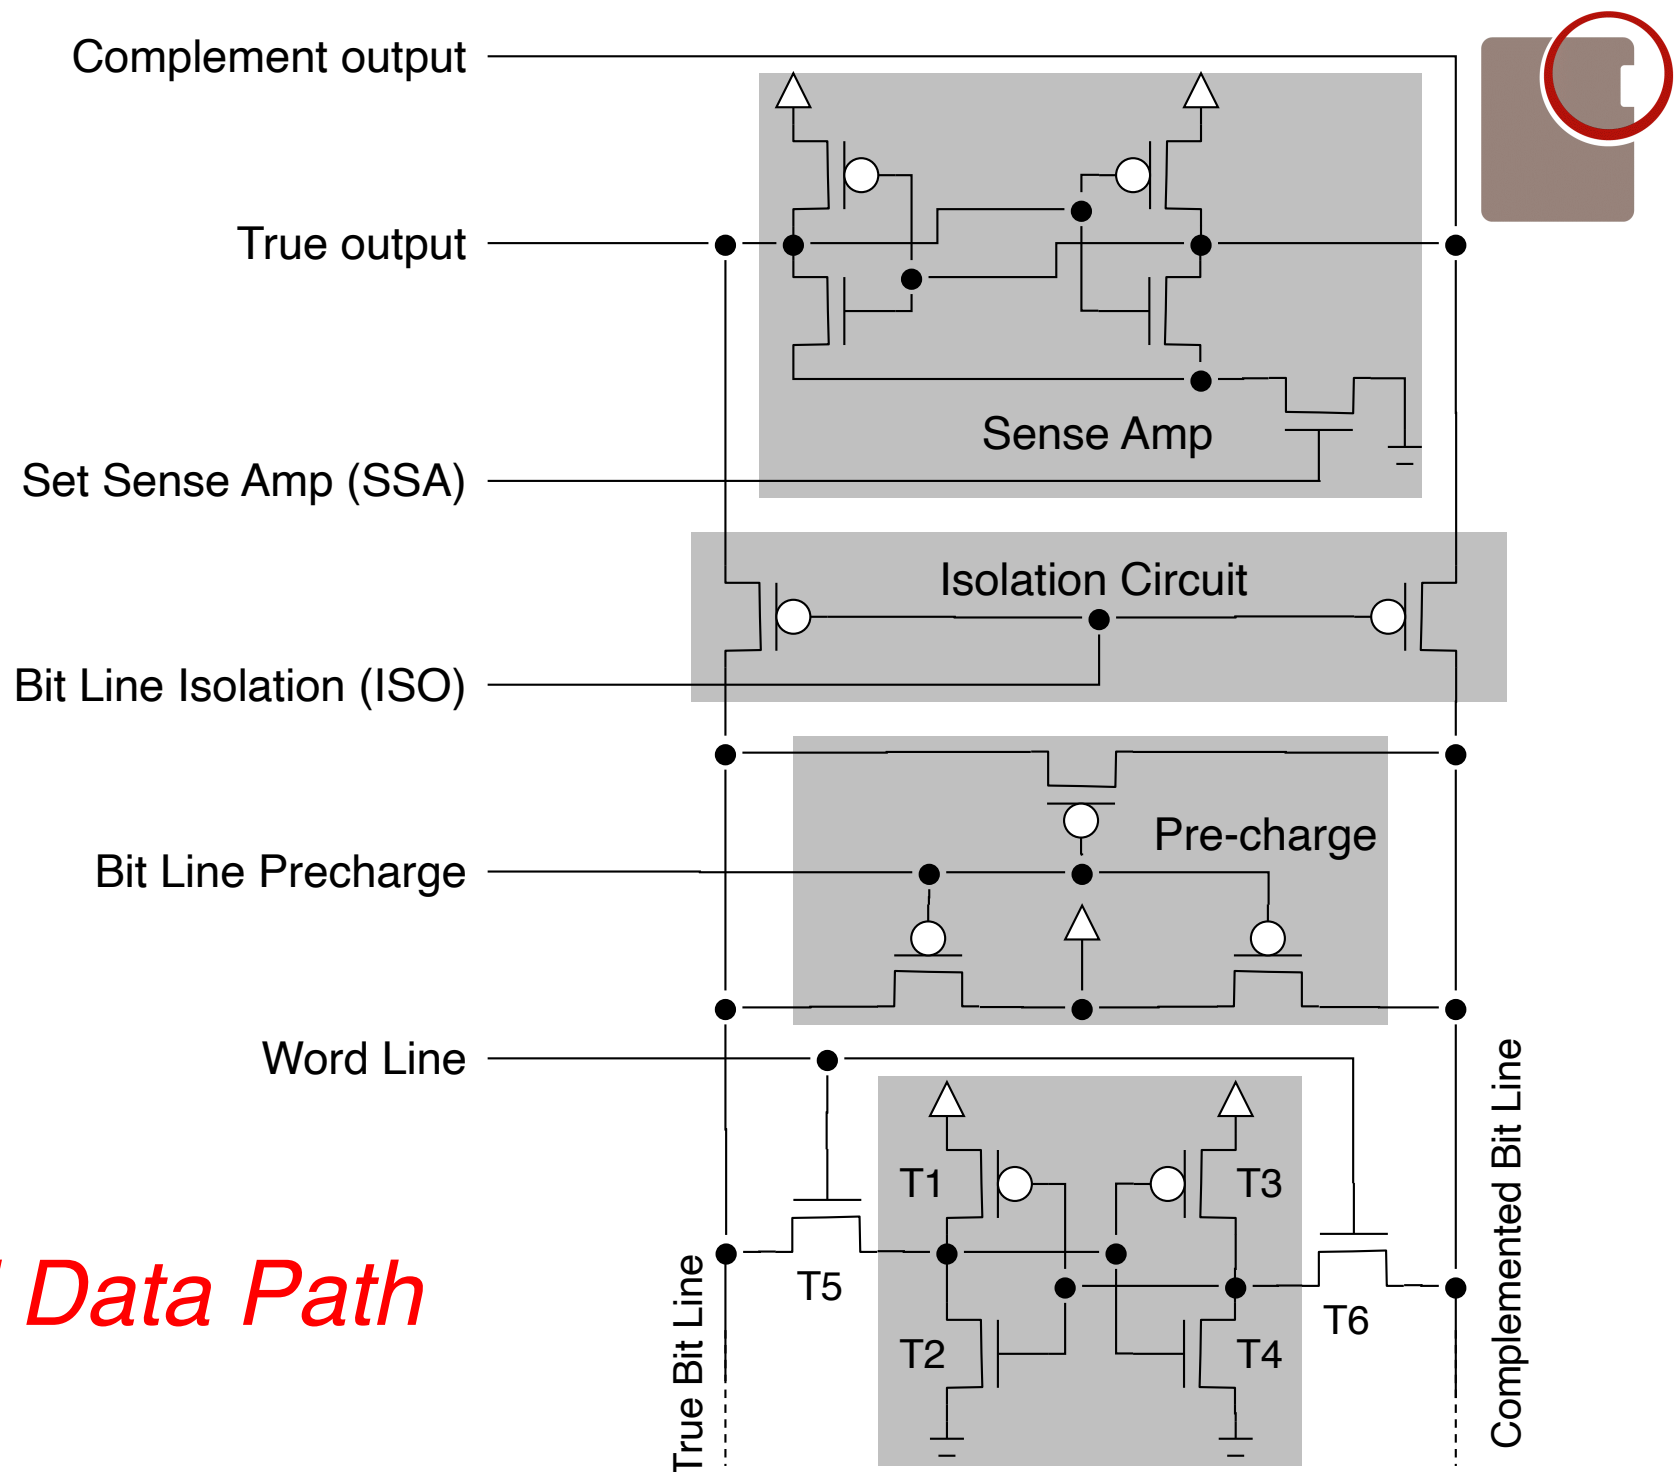 Complement output
True output
Sense Amp
Set Sense Amp (SSA)
Isolation Circuit
Bit Line Isolation (ISO)
Pre-charge
Bit Line Precharge
Word Line
T1
T3
T5
T6
T2
T4
True Bit Line
Complemented Bit Line
Data Path